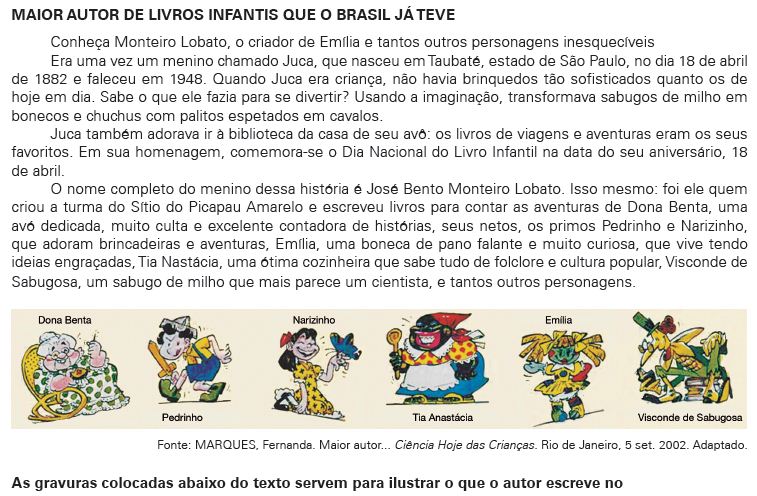 MAIOR AUTOR DE LIVROS INFANTIS QUE O BRASIL JÁ TEVE
Conheça Monteiro Lobato, o criador de Emília e tantos outros personagens inesquecíveis
Era uma vez um menino chamado Juca, que nasceu em Taubaté, estado de São Paulo, no dia 18 de abril
de 1882 e faleceu em 1948. Quando Juca era criança, não havia brinquedos tão sofisticados quanto os de
hoje em dia. Sabe o que ele fazia para se divertir? Usando a imaginação, transformava sabugos de milho em
bonecos e chuchus com palitos espetados em cavalos.
Juca também adorava ir à biblioteca da casa de seu avô: os livros de viagens e aventuras eram os seus
favoritos. Em sua homenagem, comemora-se o Dia Nacional do Livro Infantil na data do seu aniversário, 18
de abril.
O nome completo do menino dessa história é José Bento Monteiro Lobato. Isso mesmo: foi ele quem
criou a turma do Sítio do Picapau Amarelo e escreveu livros para contar as aventuras de Dona Benta, uma
avó dedicada, muito culta e excelente contadora de histórias, seus netos, os primos Pedrinho e Narizinho,
que adoram brincadeiras e aventuras, Emília, uma boneca de pano falante e muito curiosa, que vive tendo
ideias engraçadas, Tia Nastácia, uma ótima cozinheira que sabe tudo de folclore e cultura popular, Visconde de
Sabugosa, um sabugo de milho que mais parece um cientista, e tantos outros personagens.
Dona Benta
Pedrinho
Narizinho
Tia Anastácia
Emília
Visconde de Sabugosa
Fonte: MARQUES, Fernanda. Maior autor... Ciência Hoje das Crianças. Rio de Janeiro, 5 set. 2002. Adaptado.
As gravuras colocadas abaixo do texto servem para ilustrar o que o autor escreve no